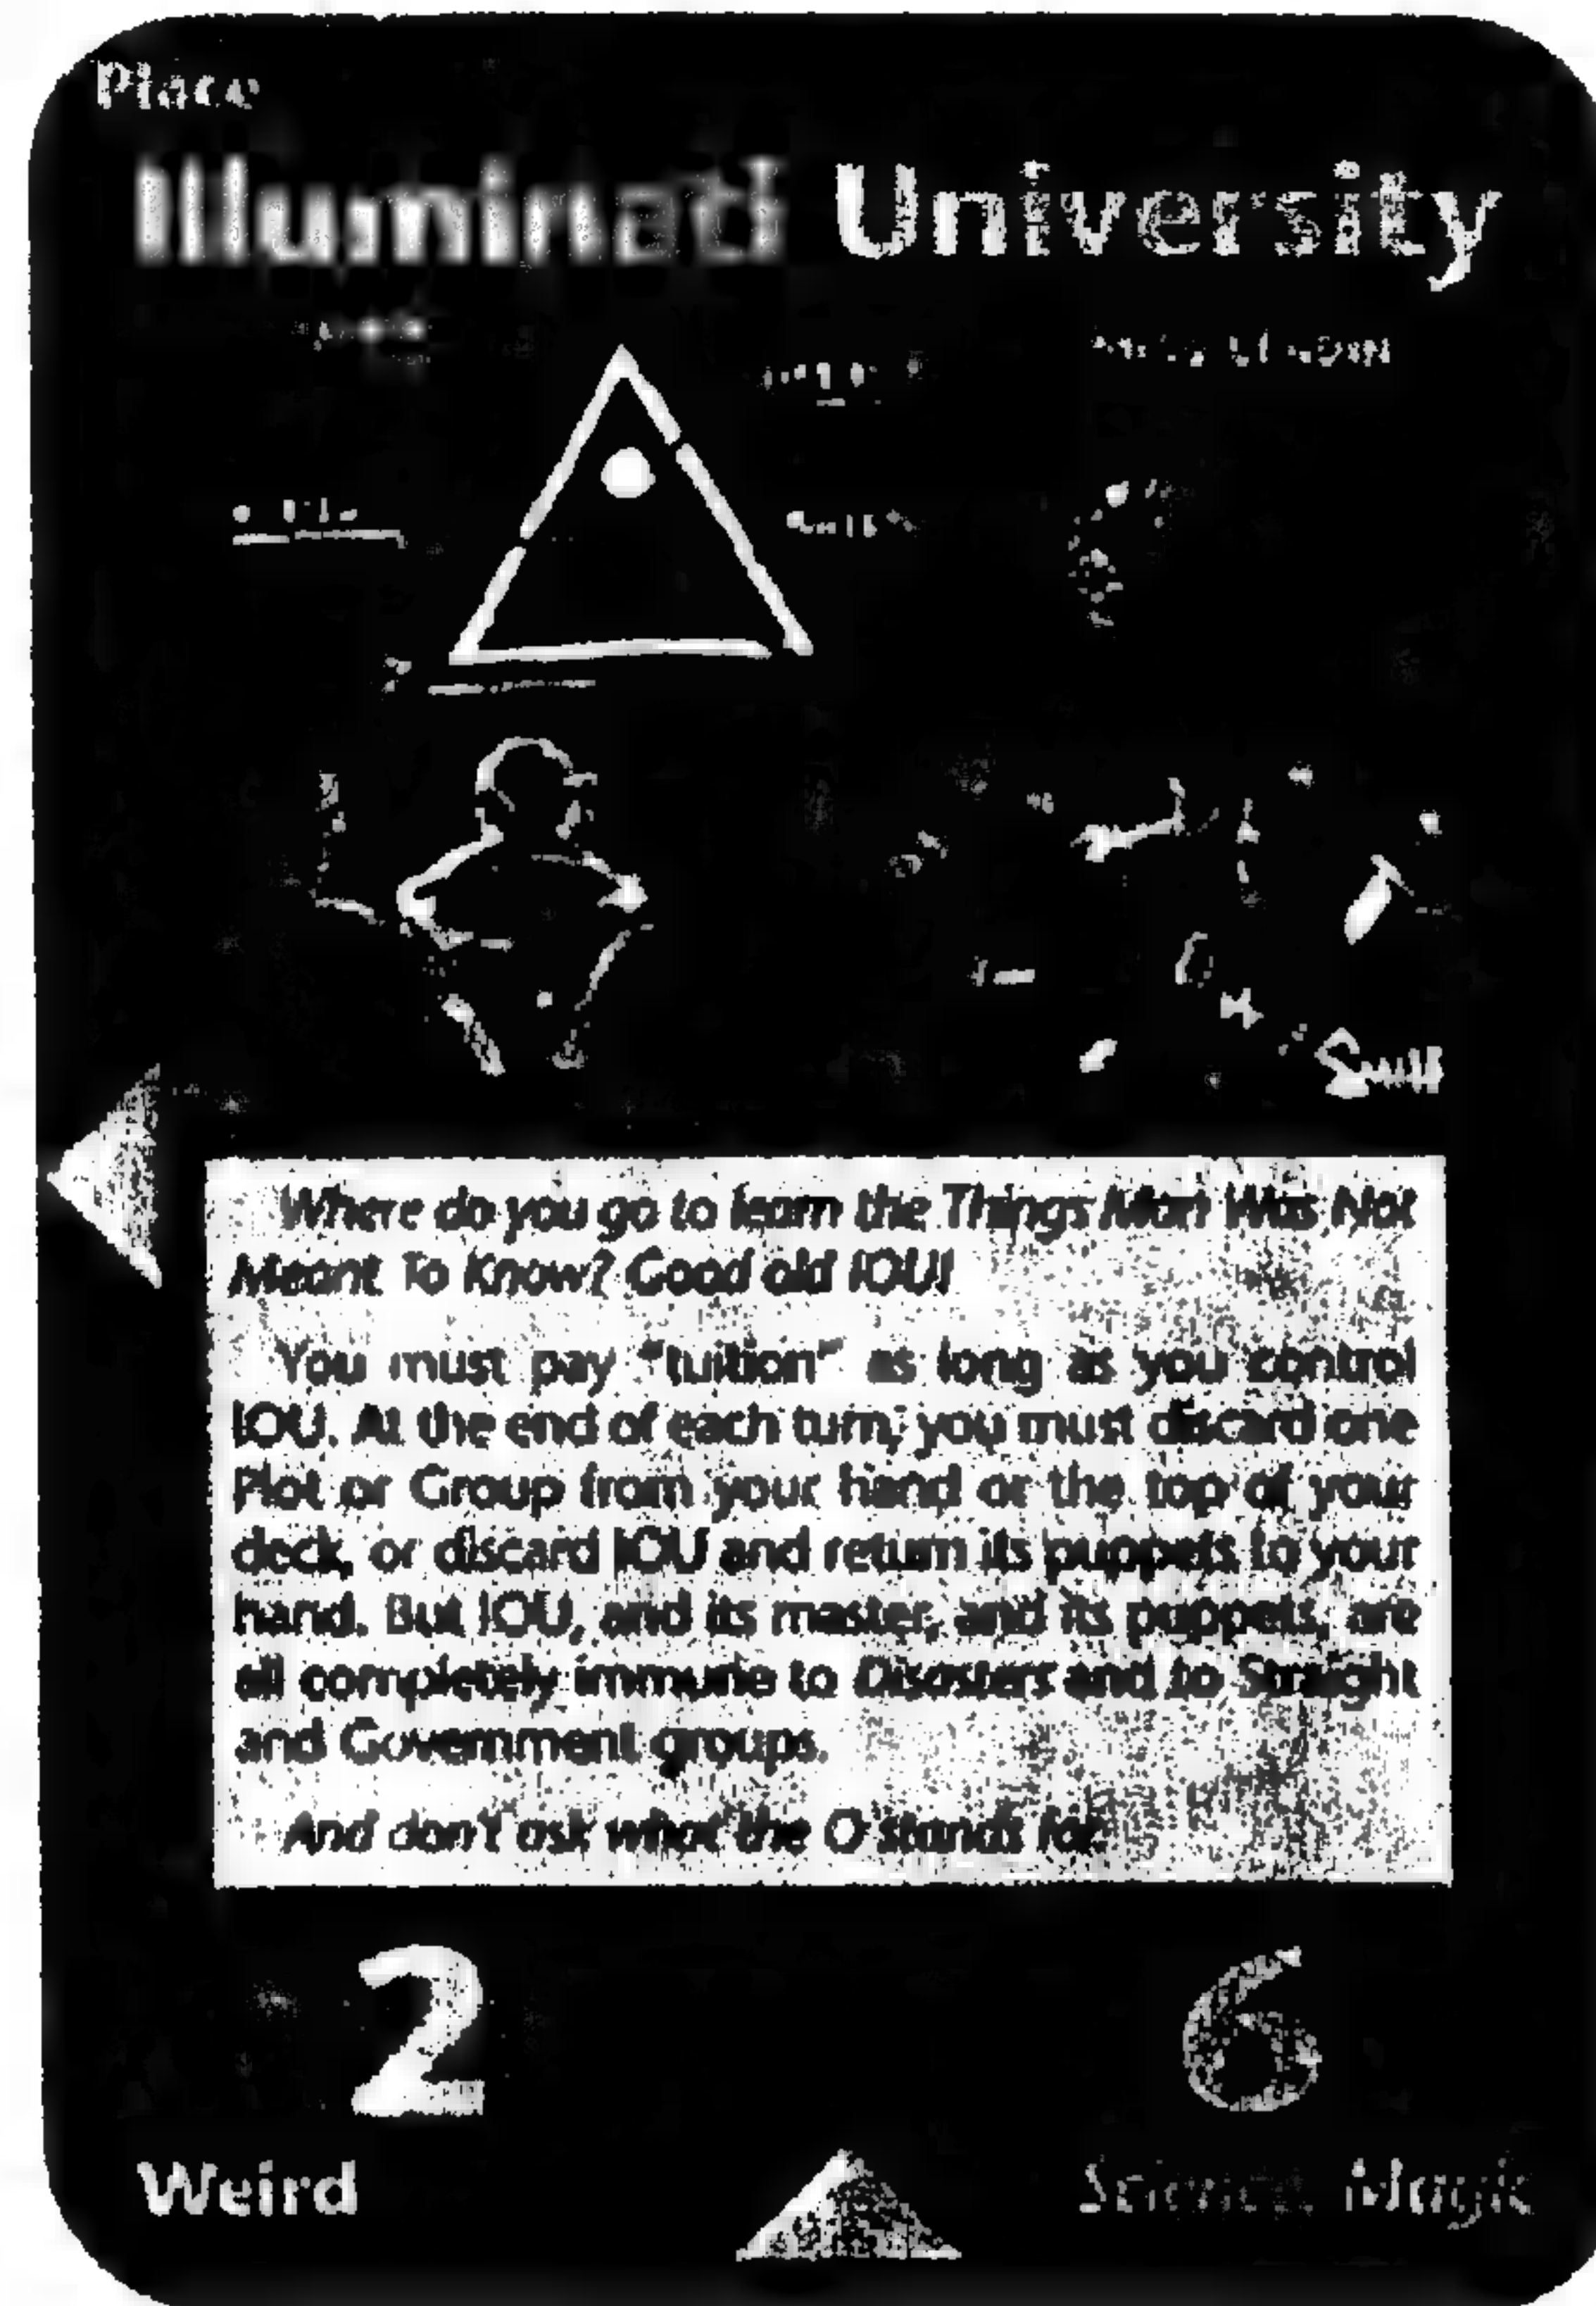 Place
Illuminati University
Where do you go to learn the Things Man Was Not
Meant To Know? Good old IOU!
You must pay "tuition" as long as you control
IOU. At the end of each turn, you must discard one
Plot or Group from your hand or the top of your
deck, or discard IOU and return its puppets to your
hand. But IOU, and its master, and its puppets, are
all completely immune to Disasters and to Straight
and Government groups.
And don't ask what the O stands for.
2
6
Weird
Science, Magic